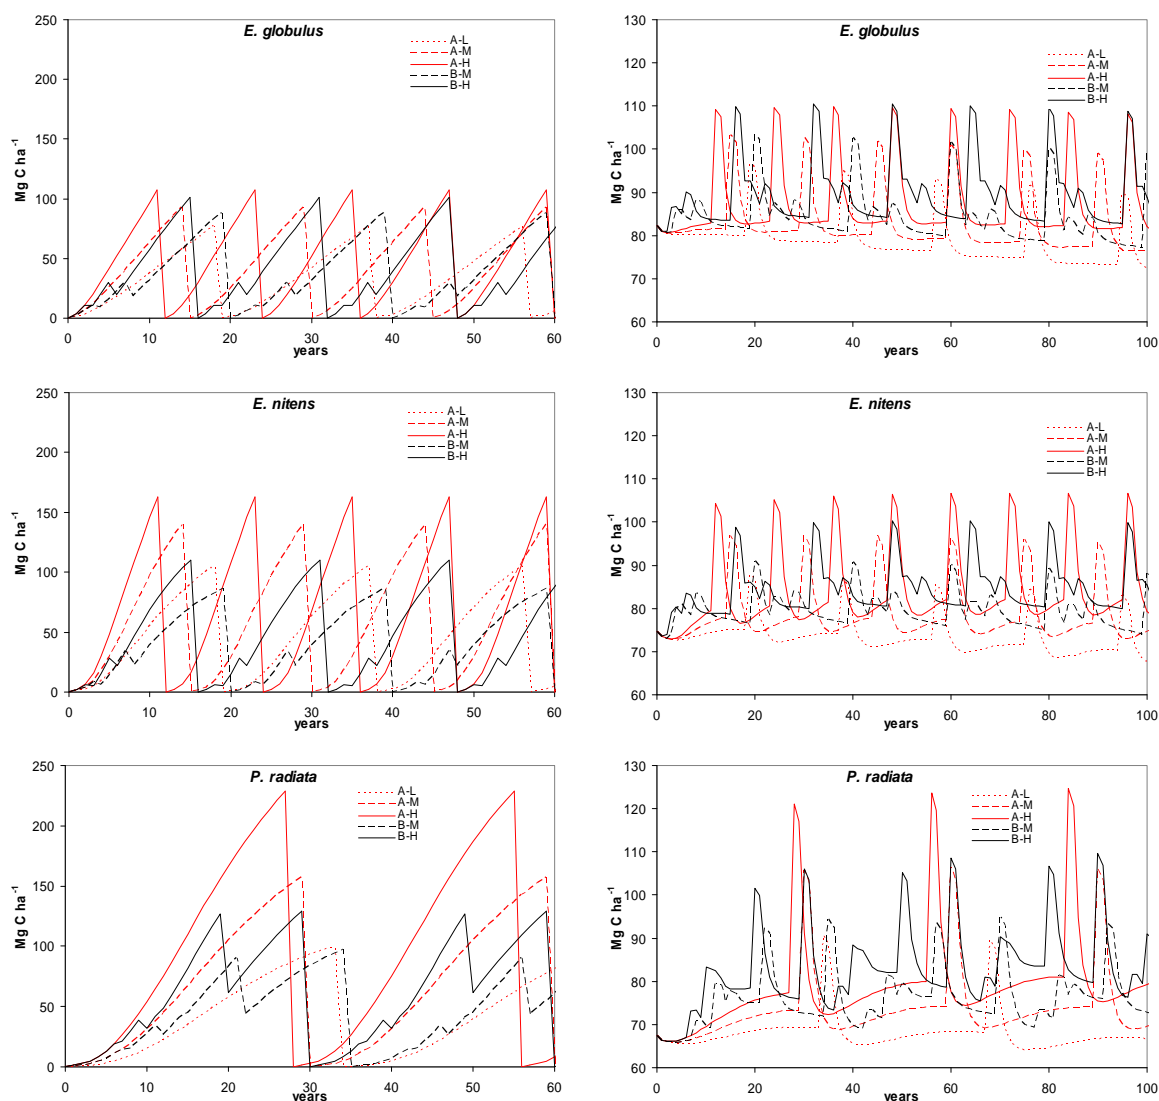 E. globulus
A-L
A-M
A-H
B-M
B-H
250
200
150
100
50
0
Mg C ha-1
0 10 20 30 40 50 60
years
E. globulus
A-L
A-M
A-H
B-M
B-H
130
120
110
100
90
80
70
60
Mg C ha-1
0 20 40 60 80 100
years
E. nitens
A-L
A-M
A-H
B-M
B-H
250
200
150
100
50
0
Mg C ha-1
0 10 20 30 40 50 60
years
E. nitens
A-L
A-M
A-H
B-M
B-H
130
120
110
100
90
80
70
60
Mg C ha-1
0 20 40 60 80 100
years
P. radiata
A-L
A-M
A-H
B-M
B-H
250
200
150
100
50
0
Mg C ha-1
0 10 20 30 40 50 60
years
P. radiata
A-L
A-M
A-H
B-M
B-H
130
120
110
100
90
80
70
60
Mg C ha-1
0 20 40 60 80 100
years